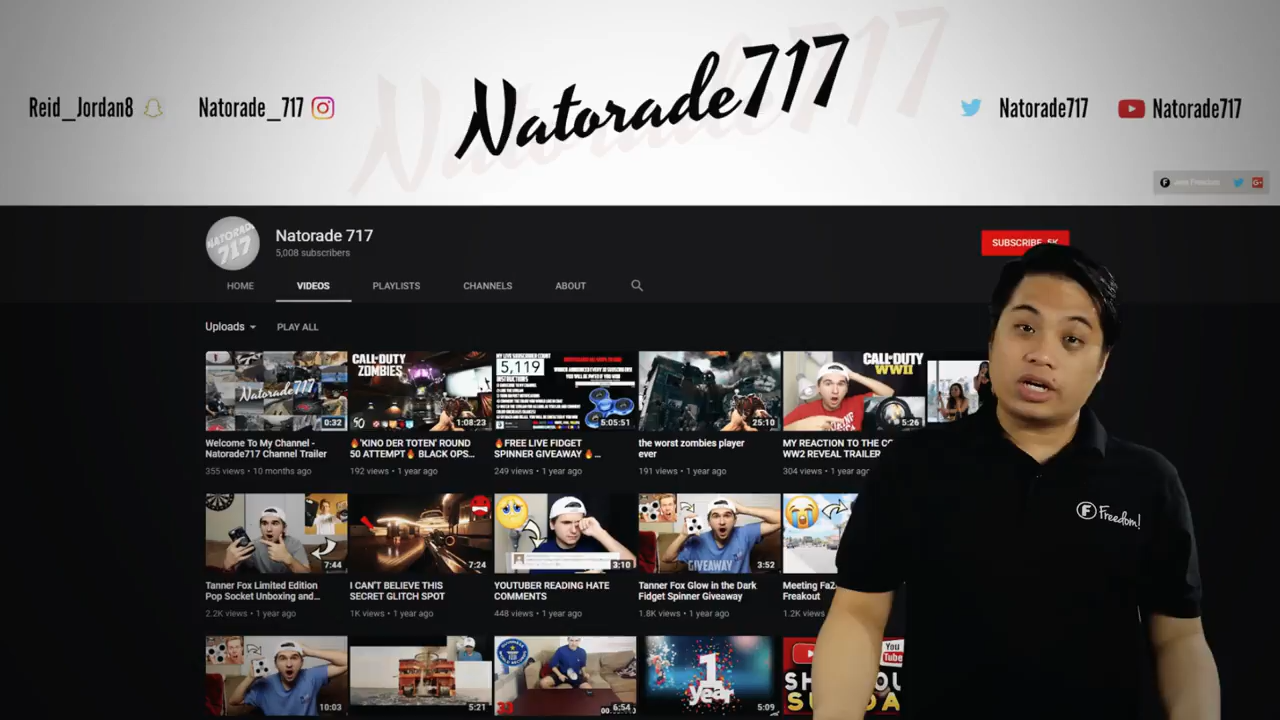 Natorade717
Reid_Jordan8
Natorade_717
Natorade717
Natorade717
Natorade 717
5,008 subscribers
SUBSCRIBE 5K
HOME
VIDEOS
PLAYLISTS
CHANNELS
ABOUT
Uploads
PLAY ALL
Natorade717
0:32
CALL OF DUTY
ZOMBIES
50
1:08:23
5,119
INSTRUCTIONS
5:05:51
25:10
CALL OF DUTY
WWII
5:26
Welcome To My Channel -
Natorade717 Channel Trailer
355 views • 10 months ago
🔥'KINO DER TOTEN' ROUND
50 ATTEMPT🔥 BLACK OPS...
192 views • 1 year ago
🔥FREE LIVE FIDGET
SPINNER GIVEAWAY🔥...
249 views • 1 year ago
the worst zombies player
ever
191 views • 1 year ago
MY REACTION TO THE
WW2 REVEAL TRAILER
304 views • 1 year ago
7:44
7:24
3:10
GIVEAWAY
3:52
Tanner Fox Limited Edition
Pop Socket Unboxing and...
2.2K views • 1 year ago
I CAN'T BELIEVE THIS
SECRET GLITCH SPOT
1K views • 1 year ago
YOUTUBER READING HATE
COMMENTS
448 views • 1 year ago
Tanner Fox Glow in the Dark
Fidget Spinner Giveaway
1.8K views • 1 year ago
Meeting
Freakout
1.2K views
Freedom!
10:03
5:21
6:54
1
year
5:09
You
Tube